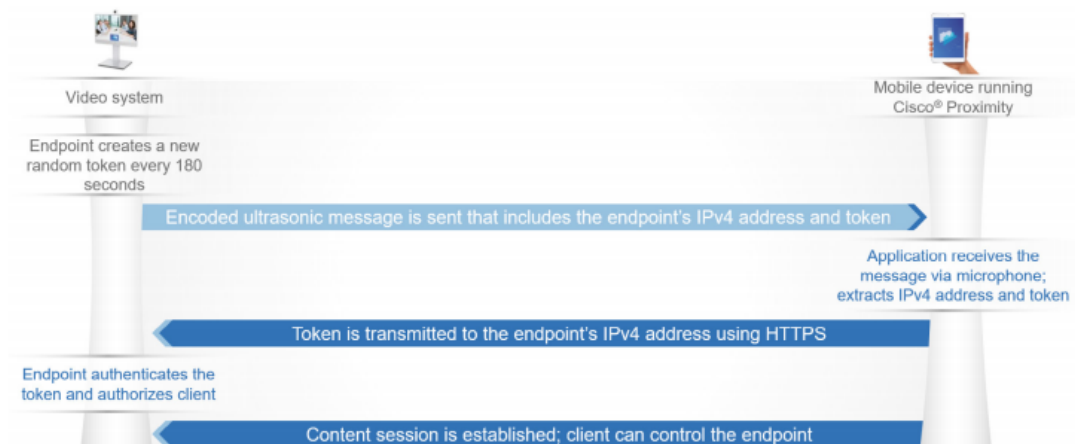 Video system
Mobile device running
Cisco® Proximity
Endpoint creates a new
random token every 180
seconds
Encoded ultrasonic message is sent that includes the endpoint's IPv4 address and token
Application receives the
message via microphone;
extracts IPv4 address and token
Token is transmitted to the endpoint's IPv4 address using HTTPS
Endpoint authenticates the
token and authorizes client
Content session is established; client can control the endpoint